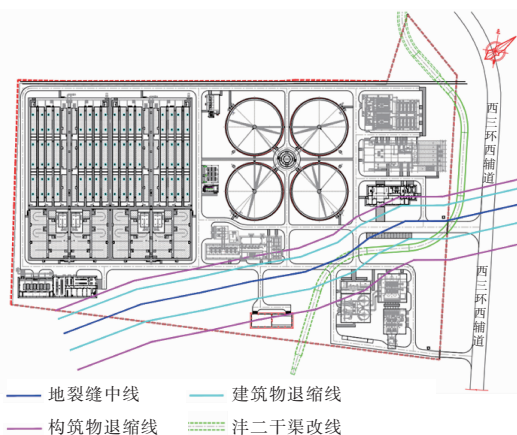 西三环西辅道
西三环西辅道
地裂缝中线
建筑物退缩线
构筑物退缩线
沣二干渠改线